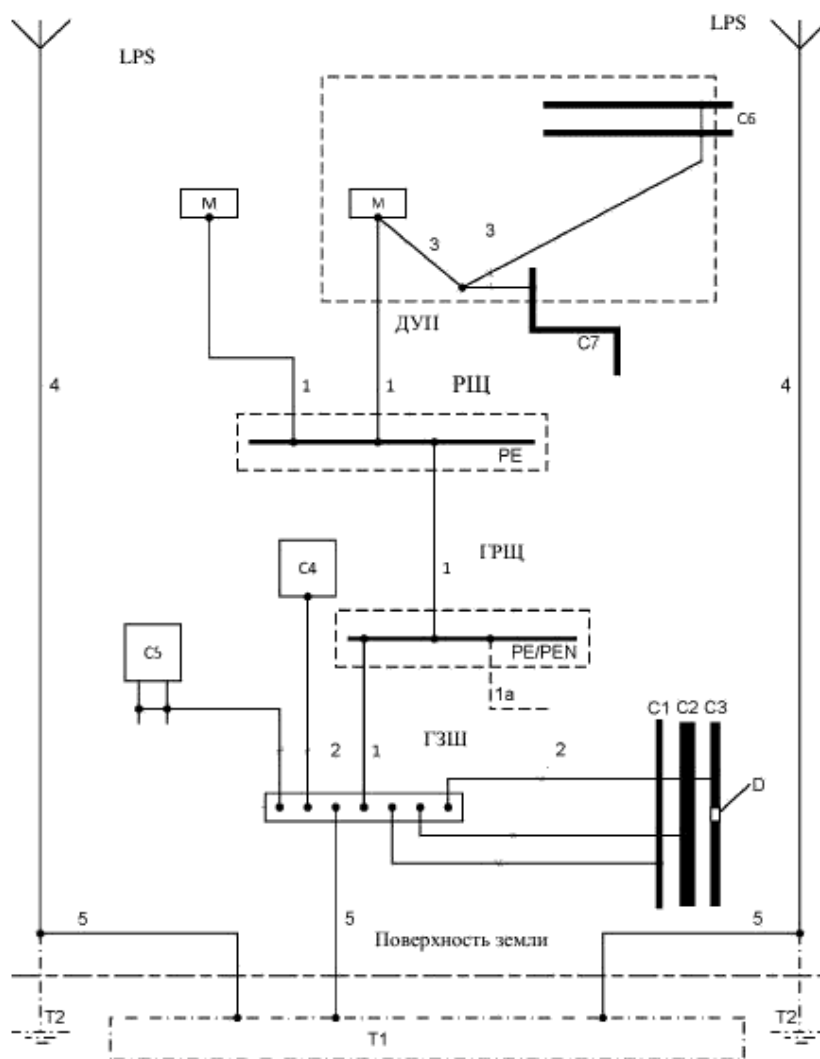 LPS
LPS
C6
M
M
3
3
ДУП
C7
4
1
1
РЩ
4
PE
C4
1
ГРЩ
C5
PE/PEN
1a
C1
C2
C3
2
1
ГЗШ
2
D
5
5
Поверхность земли
5
T2
T1
T2